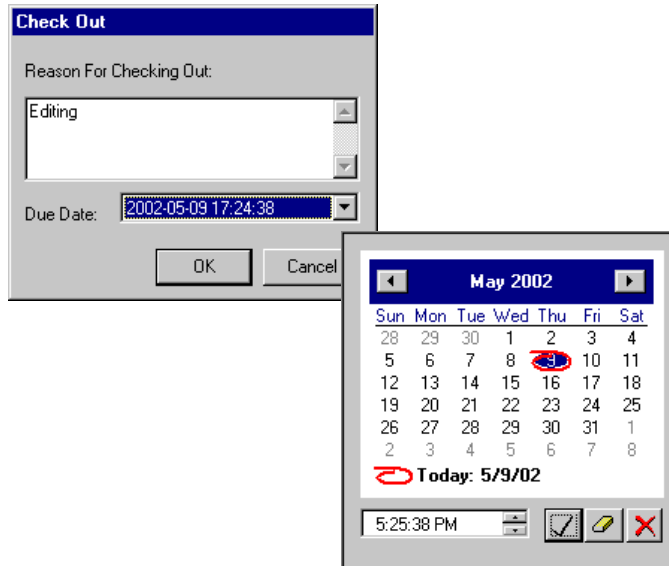 Check Out
Reason For Checking Out:
Editing
Due Date: 2002-05-09 17:24:38
OK Cancel
May 2002
Sun Mon Tue Wed Thu Fri Sat
28 29 30 1 2 3 4
5 6 7 8 9 10 11
12 13 14 15 16 17 18
19 20 21 22 23 24 25
26 27 28 29 30 31 1
2 3 4 5 6 7 8
Today: 5/9/02
5:25:38 PM